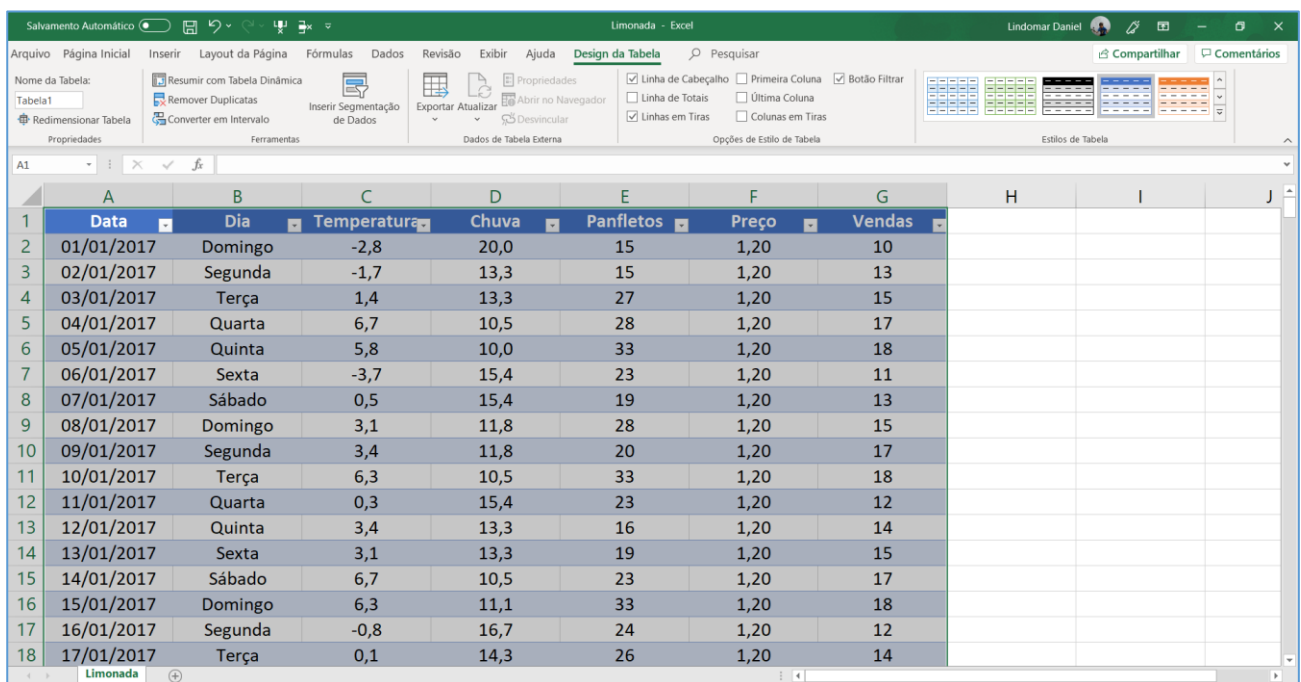 Salvamento Automático Limonada - Excel Lindomar Daniel
Arquivo Página Inicial Inserir Layout da Página Fórmulas Dados Revisão Exibir Ajuda Design da Tabela Pesquisar Compartilhar Comentários
Nome da Tabela:
Tabela1
Redimensionar Tabela
Propriedades
Resumir com Tabela Dinâmica
Remover Duplicatas
Converter em Intervalo
Inserir Segmentação
de Dados
Ferramentas
Exportar Atualizar
Propriedades
Abrir no Navegador
Desvincular
Dados de Tabela Externa
Linha de Cabeçalho Primeira Coluna Botão Filtrar
Linha de Totais Última Coluna
Linhas em Tiras Colunas em Tiras
Opções de Estilo de Tabela
Estilos de Tabela
A1 fx
A B C D E F G H I J
1 Data Dia Temperatura Chuva Panfletos Preço Vendas
2 01/01/2017 Domingo -2,8 20,0 15 1,20 10
3 02/01/2017 Segunda -1,7 13,3 15 1,20 13
4 03/01/2017 Terça 1,4 13,3 27 1,20 15
5 04/01/2017 Quarta 6,7 10,5 28 1,20 17
6 05/01/2017 Quinta 5,8 10,0 33 1,20 18
7 06/01/2017 Sexta -3,7 15,4 23 1,20 11
8 07/01/2017 Sábado 0,5 15,4 19 1,20 13
9 08/01/2017 Domingo 3,1 11,8 28 1,20 15
10 09/01/2017 Segunda 3,4 11,8 20 1,20 17
11 10/01/2017 Terça 6,3 10,5 33 1,20 18
12 11/01/2017 Quarta 0,3 15,4 23 1,20 12
13 12/01/2017 Quinta 3,4 13,3 16 1,20 14
14 13/01/2017 Sexta 3,1 13,3 19 1,20 15
15 14/01/2017 Sábado 6,7 10,5 23 1,20 17
16 15/01/2017 Domingo 6,3 11,1 33 1,20 18
17 16/01/2017 Segunda -0,8 16,7 24 1,20 12
18 17/01/2017 Terça 0,1 14,3 26 1,20 14
Limonada